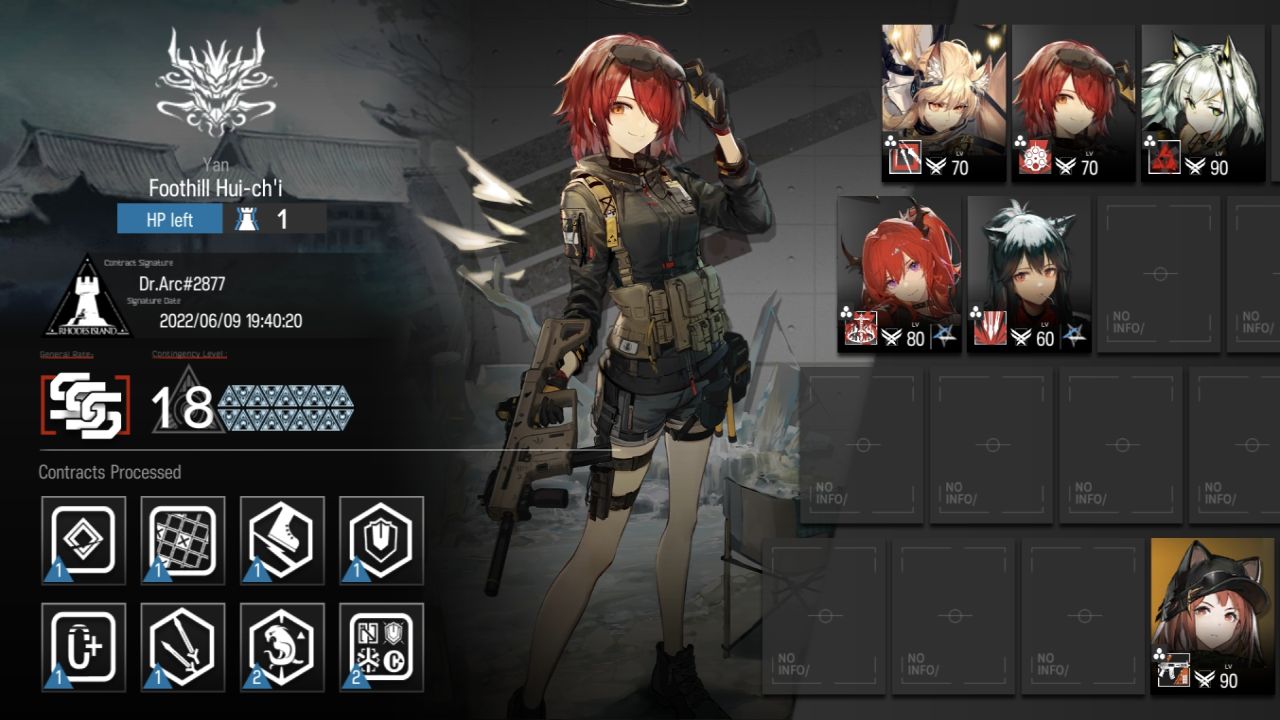 Yan
Foothill Hui-ch'i
HP left 1
Contract Signature
Dr.Arc#2877
Signature Date
2022/06/09 19:40:20
RHODES ISLAND
General Rate:
Contingency Level:
SSS
18
Contracts Processed
1 1 1 1
1 1 2 2
LV 70
LV 70
LV 90
LV 80
LV 60
NO INFO/
NO INFO/
NO INFO/
NO INFO/
NO INFO/
NO INFO/
NO INFO/
NO INFO/
NO INFO/
LV 90